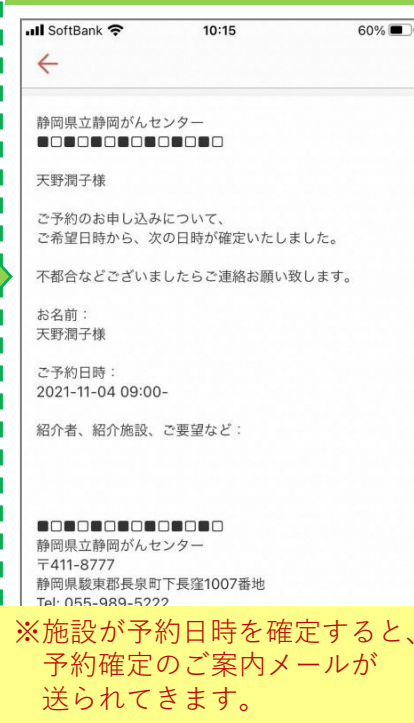 SoftBank 10:15 60%
静岡県立静岡がんセンター
■□■□■□■□■□■□■□
天野潤子様
ご予約のお申し込みについて、
ご希望日時から、次の日時が確定いたしました。
不都合などございましたらご連絡お願い致します。
お名前：
天野潤子様
ご予約日時：
2021-11-04 09:00-
紹介者、紹介施設、ご要望など：
■□■□■□■□■□■□■□
静岡県立静岡がんセンター
〒411-8777
静岡県駿東郡長泉町下長窪1007番地
Tel: 055-989-5222
※施設が予約日時を確定すると、
予約確定のご案内メールが
送られてきます。